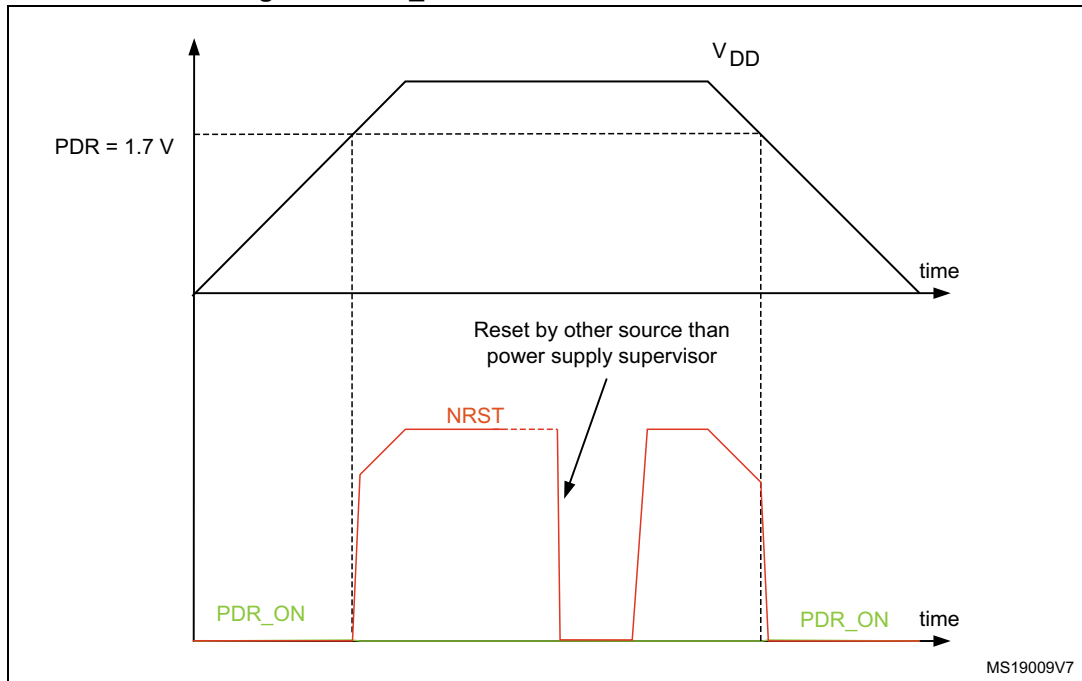 V DD
PDR = 1.7 V
time
Reset by other source than
power supply supervisor
NRST
PDR_ON
PDR_ON
time
MS19009V7